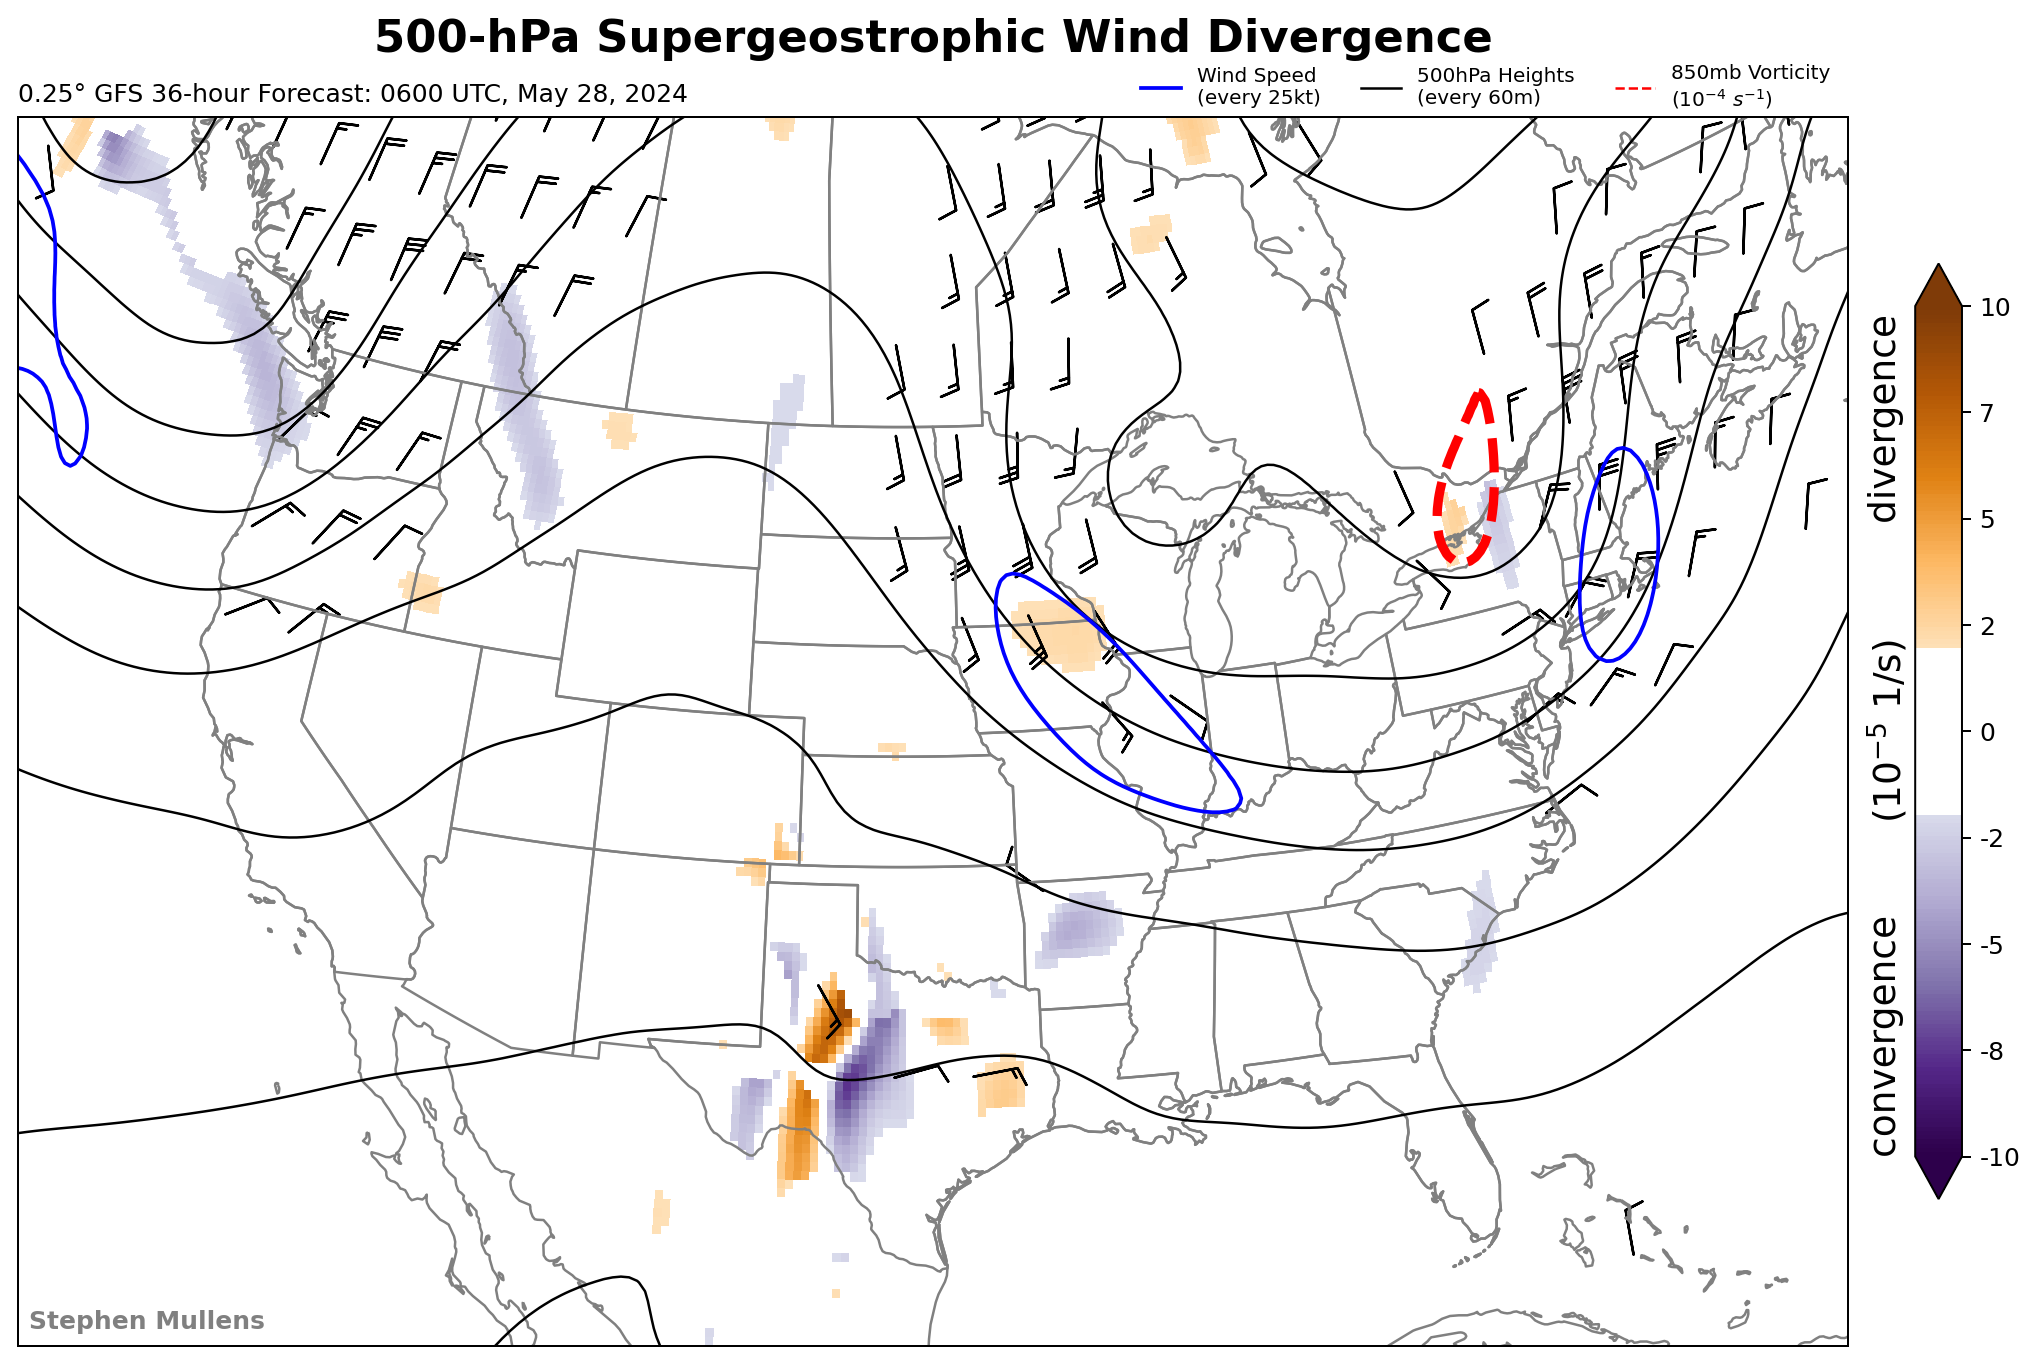 500-hPa Supergeostrophic Wind Divergence
0.25° GFS 36-hour Forecast: 0600 UTC, May 28, 2024
Wind Speed
(every 25kt)
500hPa Heights
(every 60m)
850mb Vorticity
(10⁻⁴ s⁻¹)
10
7
5
2
0
-2
-5
-8
-10
convergence (10⁻⁵ 1/s) divergence
Stephen Mullens